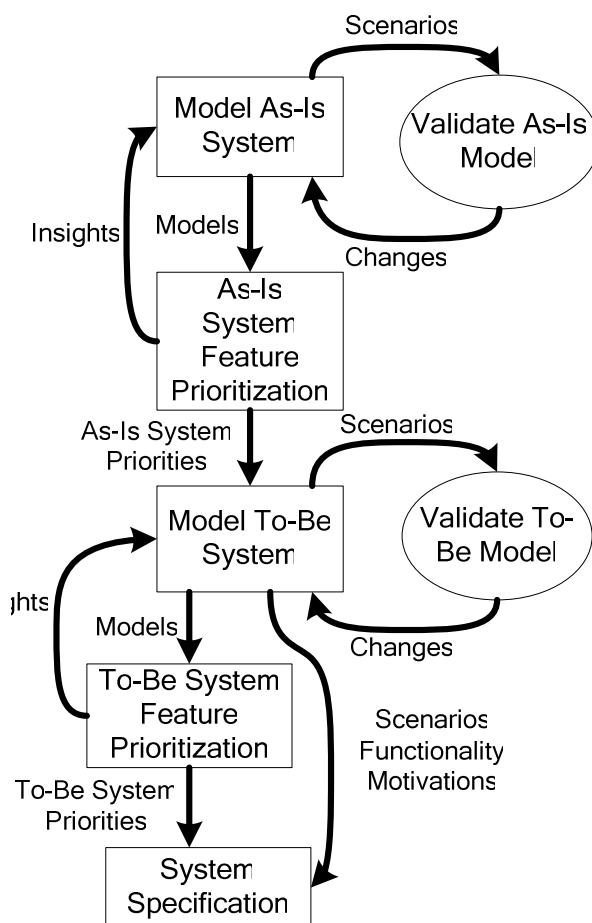 Scenarios
Model As-Is
System
Validate As-Is
Model
Insights
Models
Changes
As-Is
System
Feature
Prioritization
As-Is System
Priorities
Scenarios
Model To-Be
System
Validate To-
Be Model
ghts
Models
Changes
To-Be System
Feature
Prioritization
Scenarios
Functionality
Motivations
To-Be System
Priorities
System
Specification